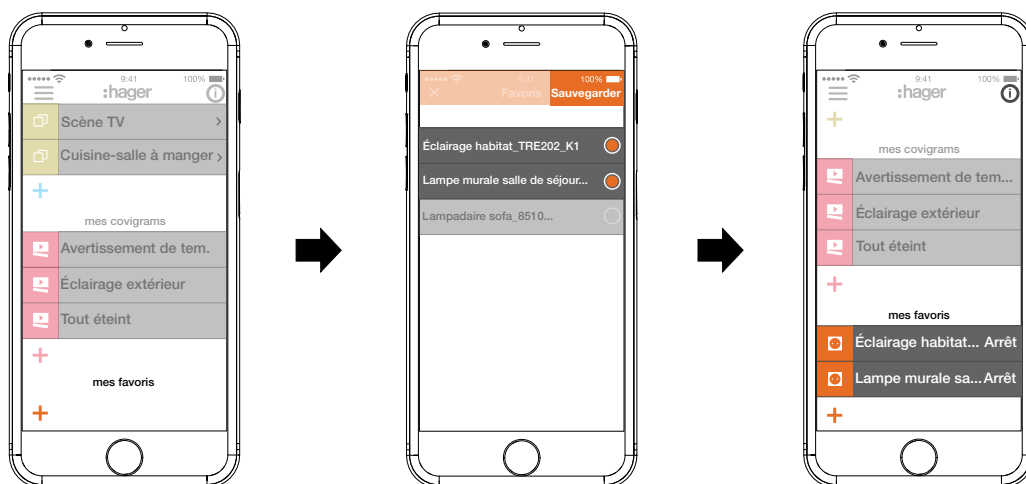 9:41 100%
:hager
Scène TV
Cuisine-salle à manger
mes covigrams
Avertissement de tem.
Éclairage extérieur
Tout éteint
mes favoris
9:41 100%
Favoris Sauvegarder
Éclairage habitat_TRE202_K1
Lampe murale salle de séjour...
Lampadaire sofa_8510...
9:41 100%
:hager
mes covigrams
Avertissement de tem...
Éclairage extérieur
Tout éteint
mes favoris
Éclairage habitat... Arrêt
Lampe murale sa... Arrêt